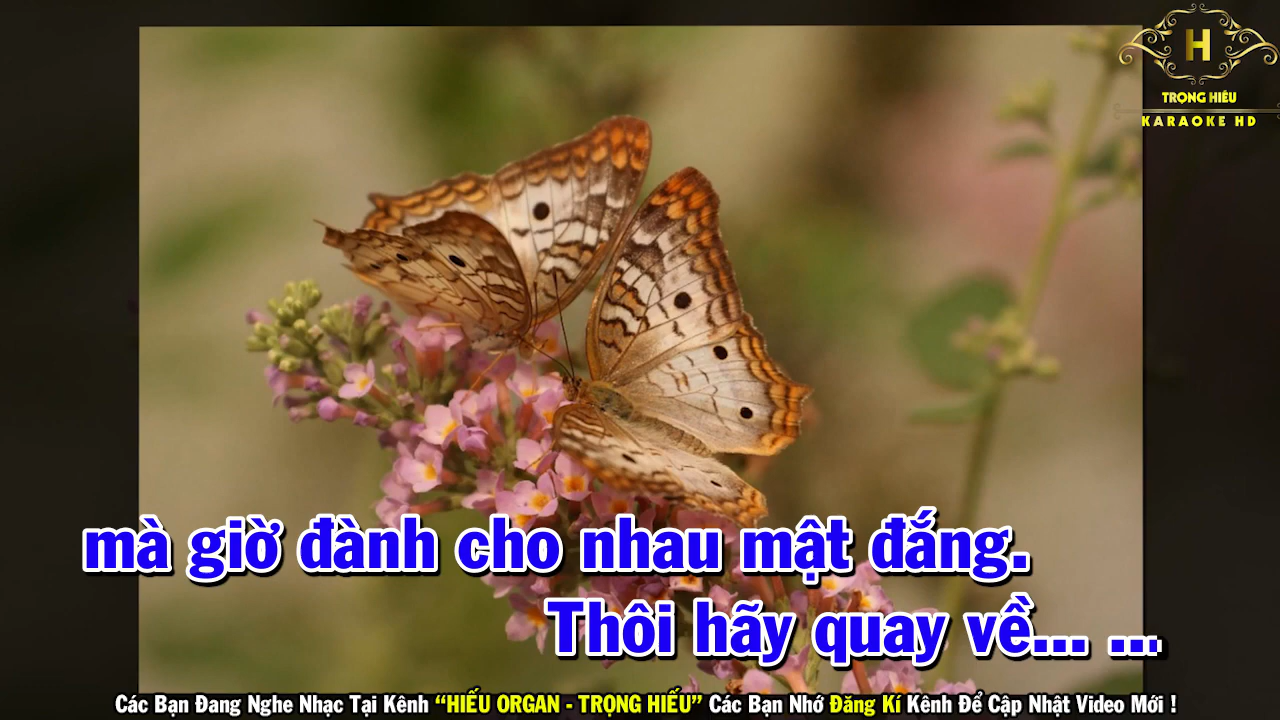 H
TRỌNG HIẾU
KARAOKE HD
mà giờ đành cho nhau mật đắng.
Thôi hãy quay về... ...
Các Bạn Đang Nghe Nhạc Tại Kênh “HIẾU ORGAN - TRỌNG HIẾU” Các Bạn Nhớ Đăng Kí Kênh Để Cập Nhật Video Mới !